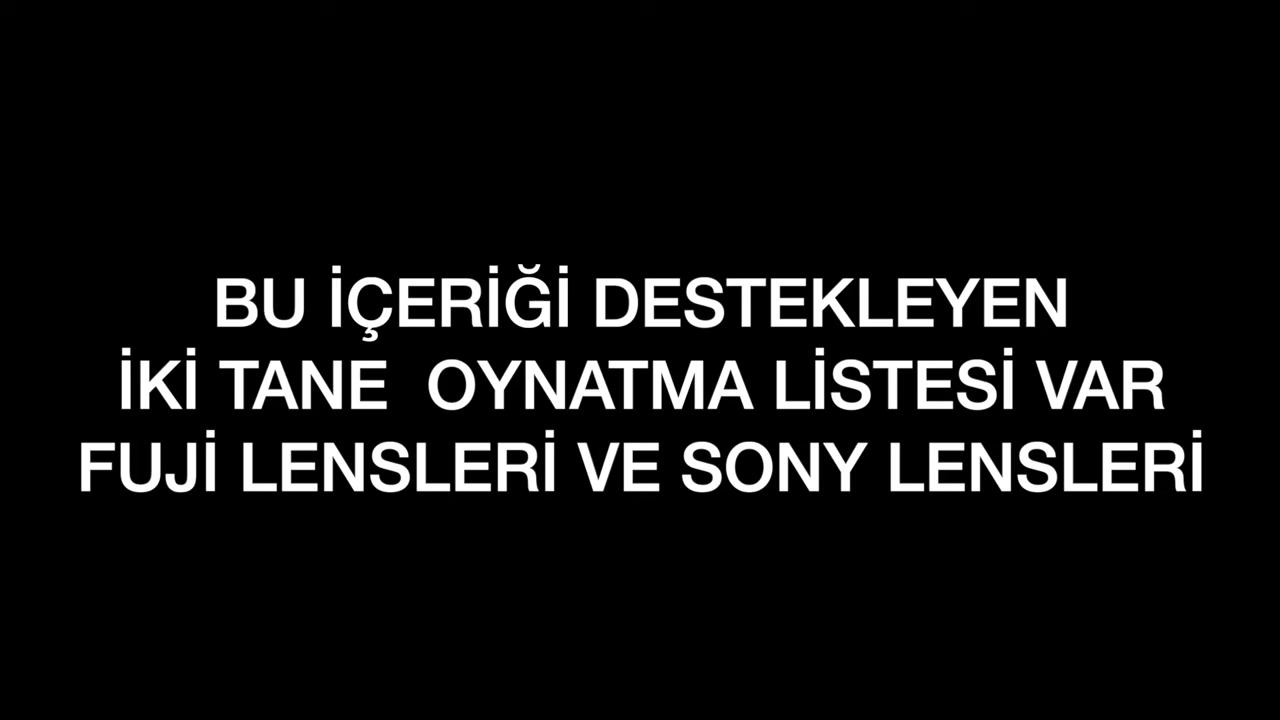 BU İÇERİĞİ DESTEKLEYEN
İKİ TANE  OYNATMA LİSTESİ VAR
FUJİ LENSLERİ VE SONY LENSLERİ